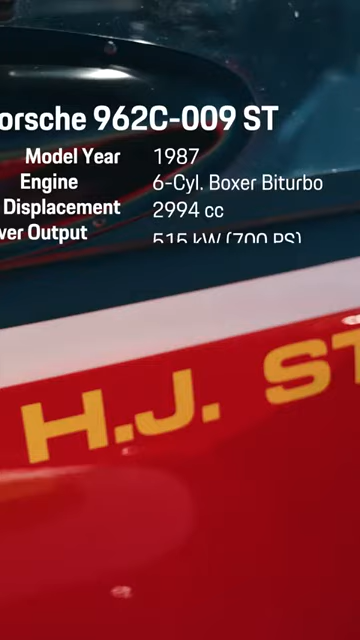 orsche 962C-009 ST
Model Year 1987
Engine 6-Cyl. Boxer Biturbo
Displacement 2994 cc
wer Output 515 kW (700 PS)
H.J. ST